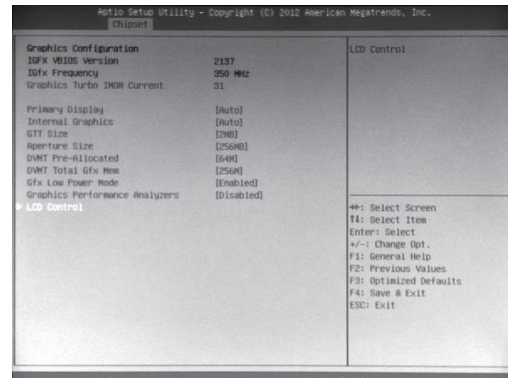 Aptio Setup Utility - Copyright (C) 2012 American Megatrends, Inc.
Chipset
Graphics Configuration
IGFX VBIOS Version 2137
IGfx Frequency 350 MHz
Graphics Turbo IMON Current 31
Primary Display [Auto]
Internal Graphics [Auto]
GTT Size [2MB]
Aperture Size [256MB]
DVMT Pre-Allocated [64M]
DVMT Total Gfx Mem [256M]
Gfx Low Power Mode [Enabled]
Graphics Performance Analyzers [Disabled]
LCD Control
LCD Control
→←: Select Screen
↑↓: Select Item
Enter: Select
+/-: Change Opt.
F1: General Help
F2: Previous Values
F3: Optimized Defaults
F4: Save & Exit
ESC: Exit